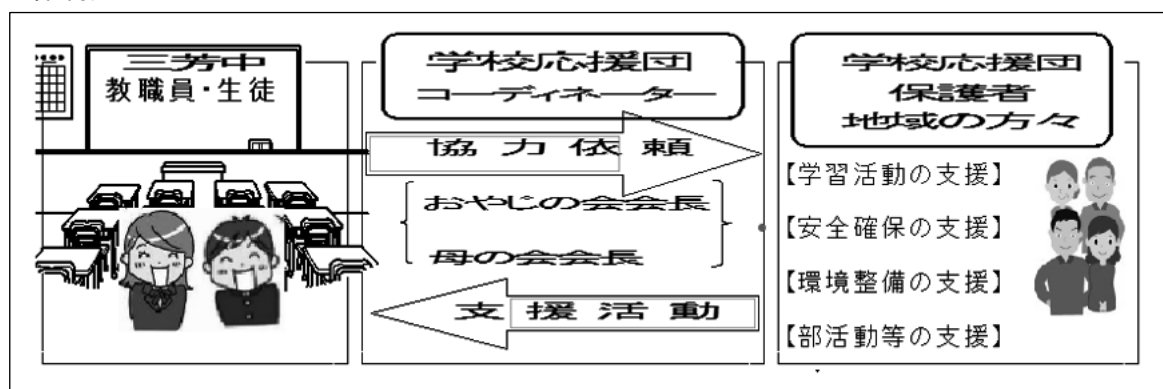 三芳中
教職員・生徒
学校応援団
コーディネーター
協力依頼
おやじの会会長
母の会会長
支援活動
学校応援団
保護者
地域の方々
【学習活動の支援】
【安全確保の支援】
【環境整備の支援】
【部活動等の支援】